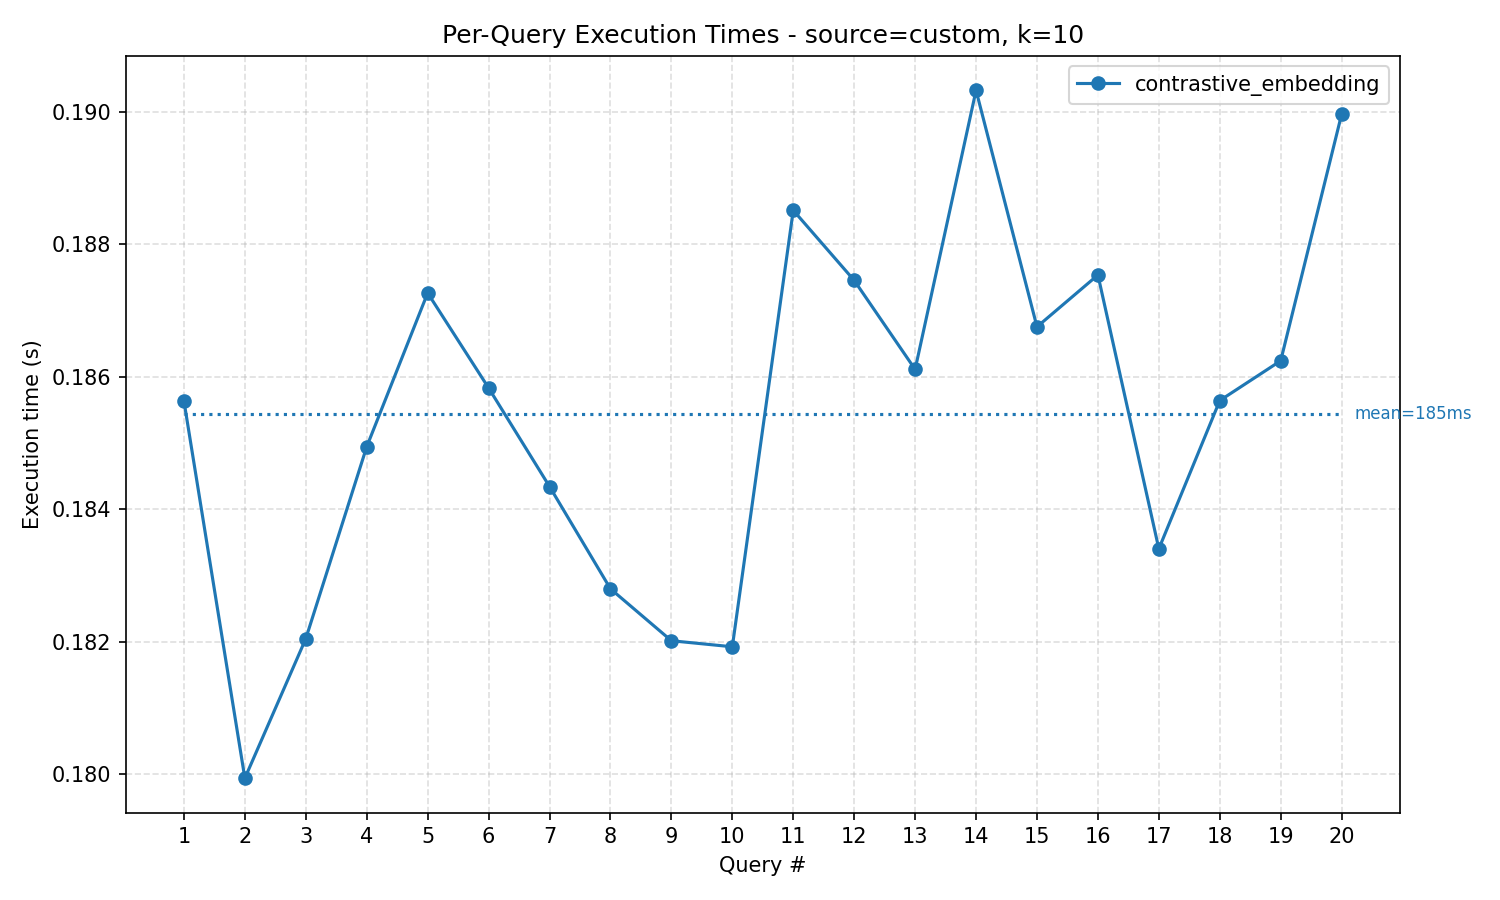 Per-Query Execution Times - source=custom, k=10
contrastive_embedding
Execution time (s)
0.190
0.188
0.186
0.184
0.182
0.180
mean=185ms
1 2 3 4 5 6 7 8 9 10 11 12 13 14 15 16 17 18 19 20
Query #